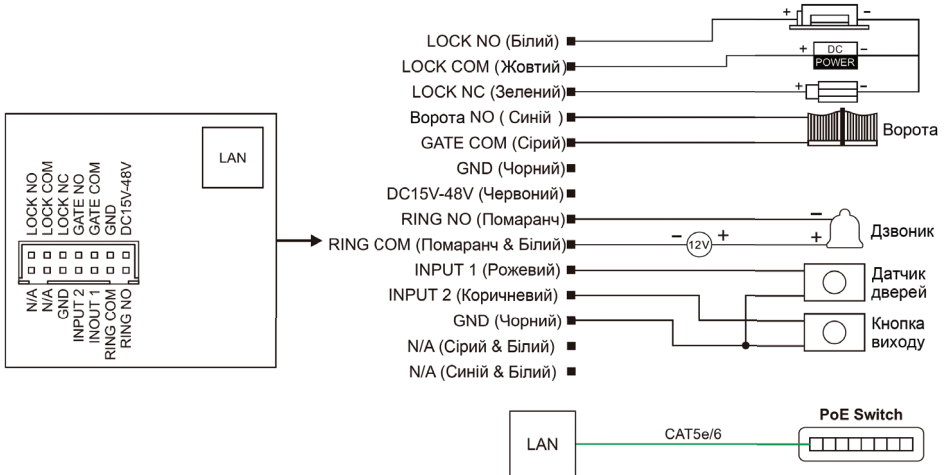 LAN
LOCK NO
LOCK COM
LOCK NC
GATE NO
GATE COM
GND
DC15V-48V
N/A
N/A
GND
INPUT 2
INOUT 1
RING COM
RING NO
LOCK NO (Білий)
LOCK COM (Жовтий)
LOCK NC (Зелений)
Ворота NO ( Синій )
GATE COM (Сірий)
GND (Чорний)
DC15V-48V (Червоний)
RING NO (Помаранч)
RING COM (Помаранч & Білий)
INPUT 1 (Рожевий)
INPUT 2 (Коричневий)
GND (Чорний)
N/A (Сірий & Білий)
N/A (Синій & Білий)
+ −
+ DC −
POWER
+ −
Ворота
−
− 12V +
+
Дзвоник
Датчик
дверей
Кнопка
виходу
LAN
CAT5e/6
PoE Switch